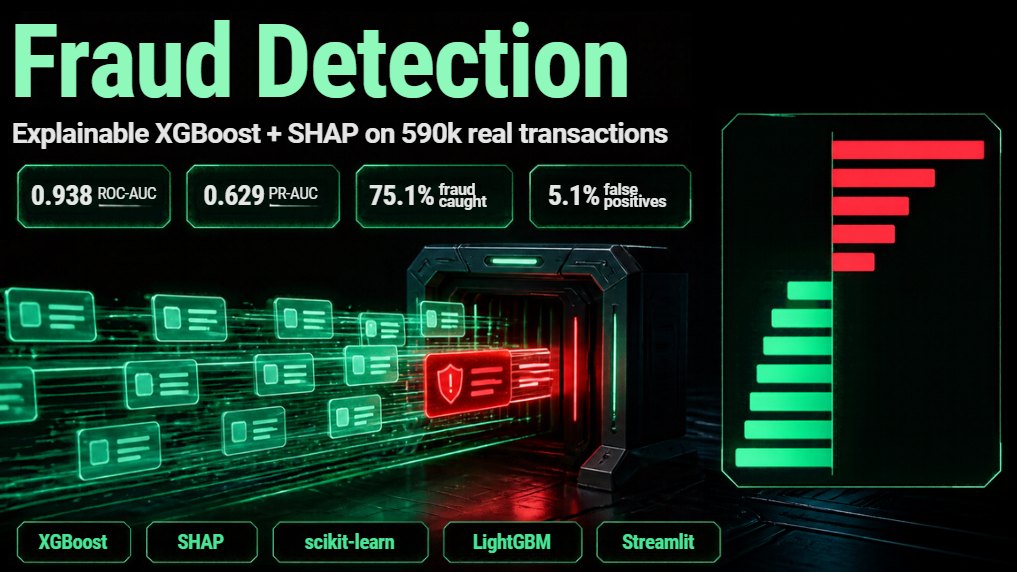 Fraud Detection
Explainable XGBoost + SHAP on 590k real transactions
0.938 ROC-AUC
0.629 PR-AUC
75.1% fraud caught
5.1% false positives
XGBoost
SHAP
scikit-learn
LightGBM
Streamlit